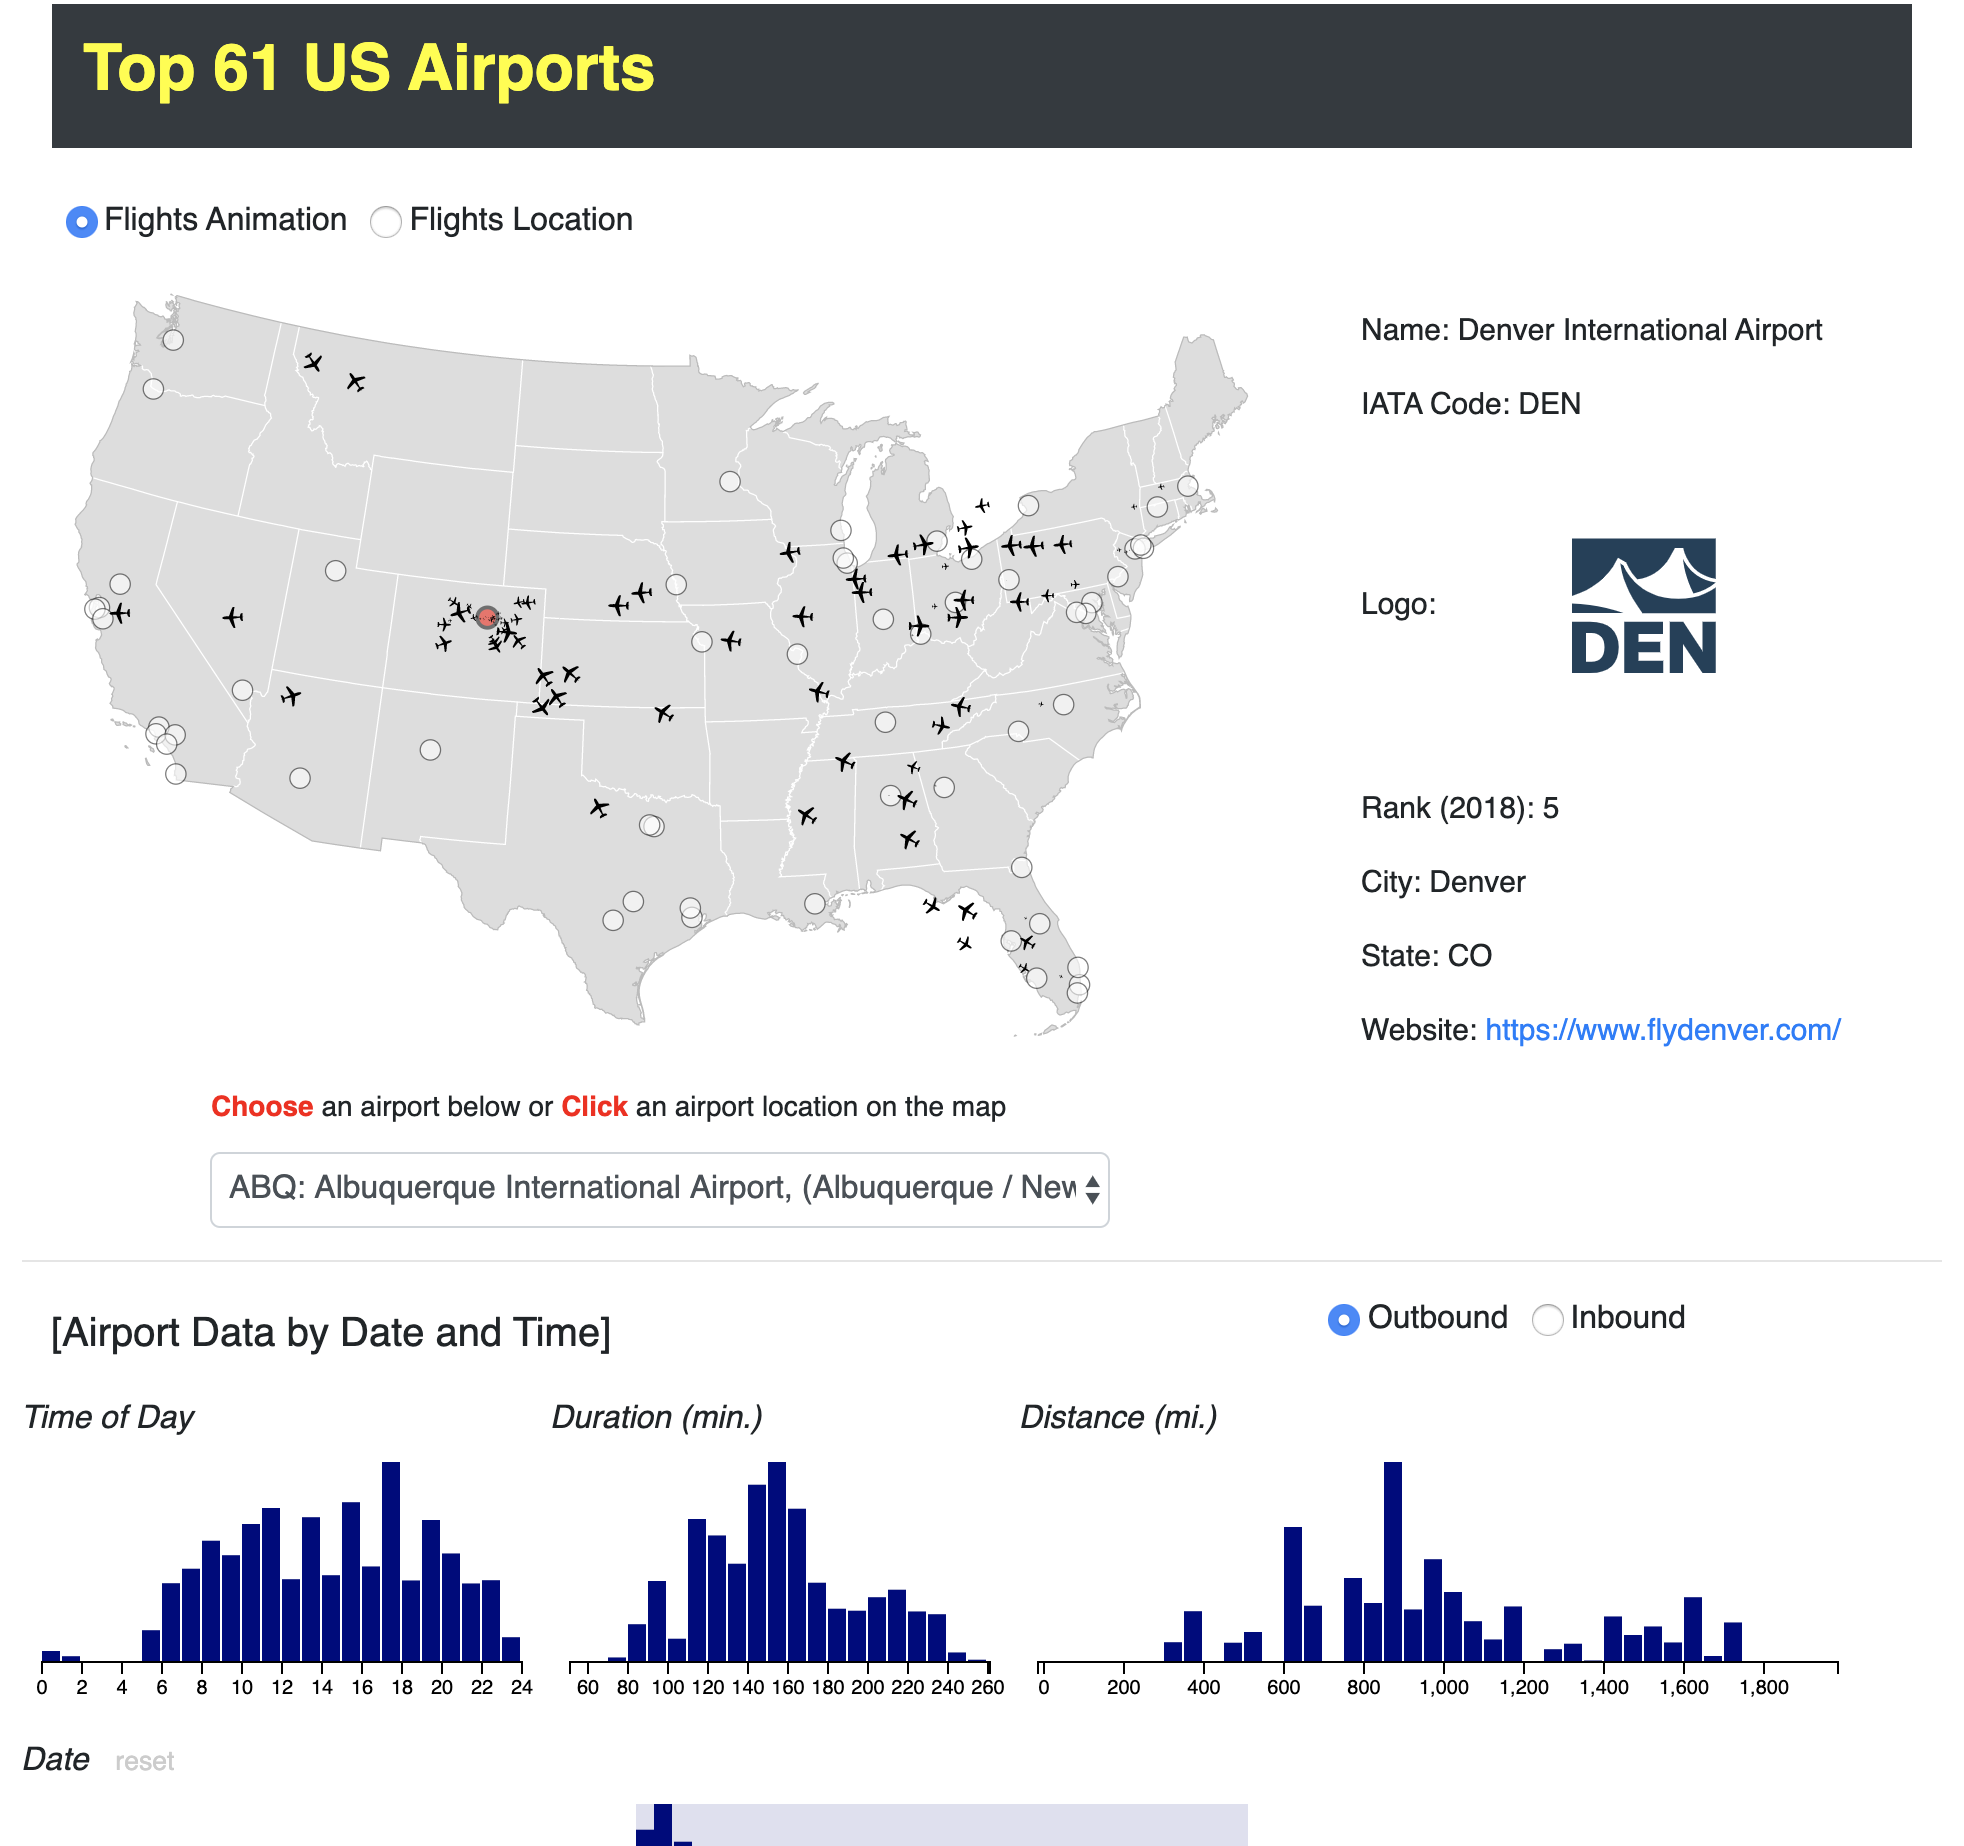 Top 61 US Airports
Flights Animation Flights Location
Name: Denver International Airport
IATA Code: DEN
Logo:
DEN
Rank (2018): 5
City: Denver
State: CO
Website: https://www.flydenver.com/
Choose an airport below or Click an airport location on the map
ABQ: Albuquerque International Airport, (Albuquerque / New
[Airport Data by Date and Time]
Outbound Inbound
Time of Day
0 2 4 6 8 10 12 14 16 18 20 22 24
Duration (min.)
60 80 100 120 140 160 180 200 220 240 260
Distance (mi.)
0 200 400 600 800 1,000 1,200 1,400 1,600 1,800
Date reset